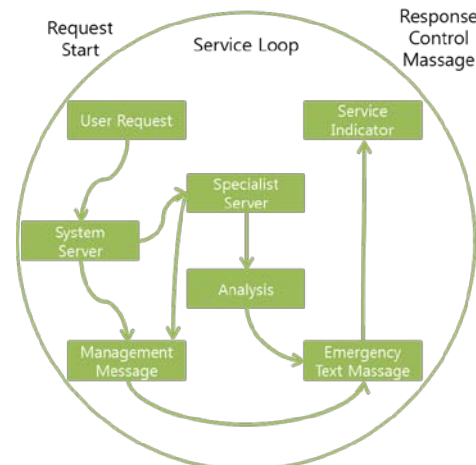 Request
Start
Service Loop
Response
Control
Massage
User Request
Service
Indicator
Specialist
Server
System
Server
Analysis
Management
Message
Emergency
Text Massage